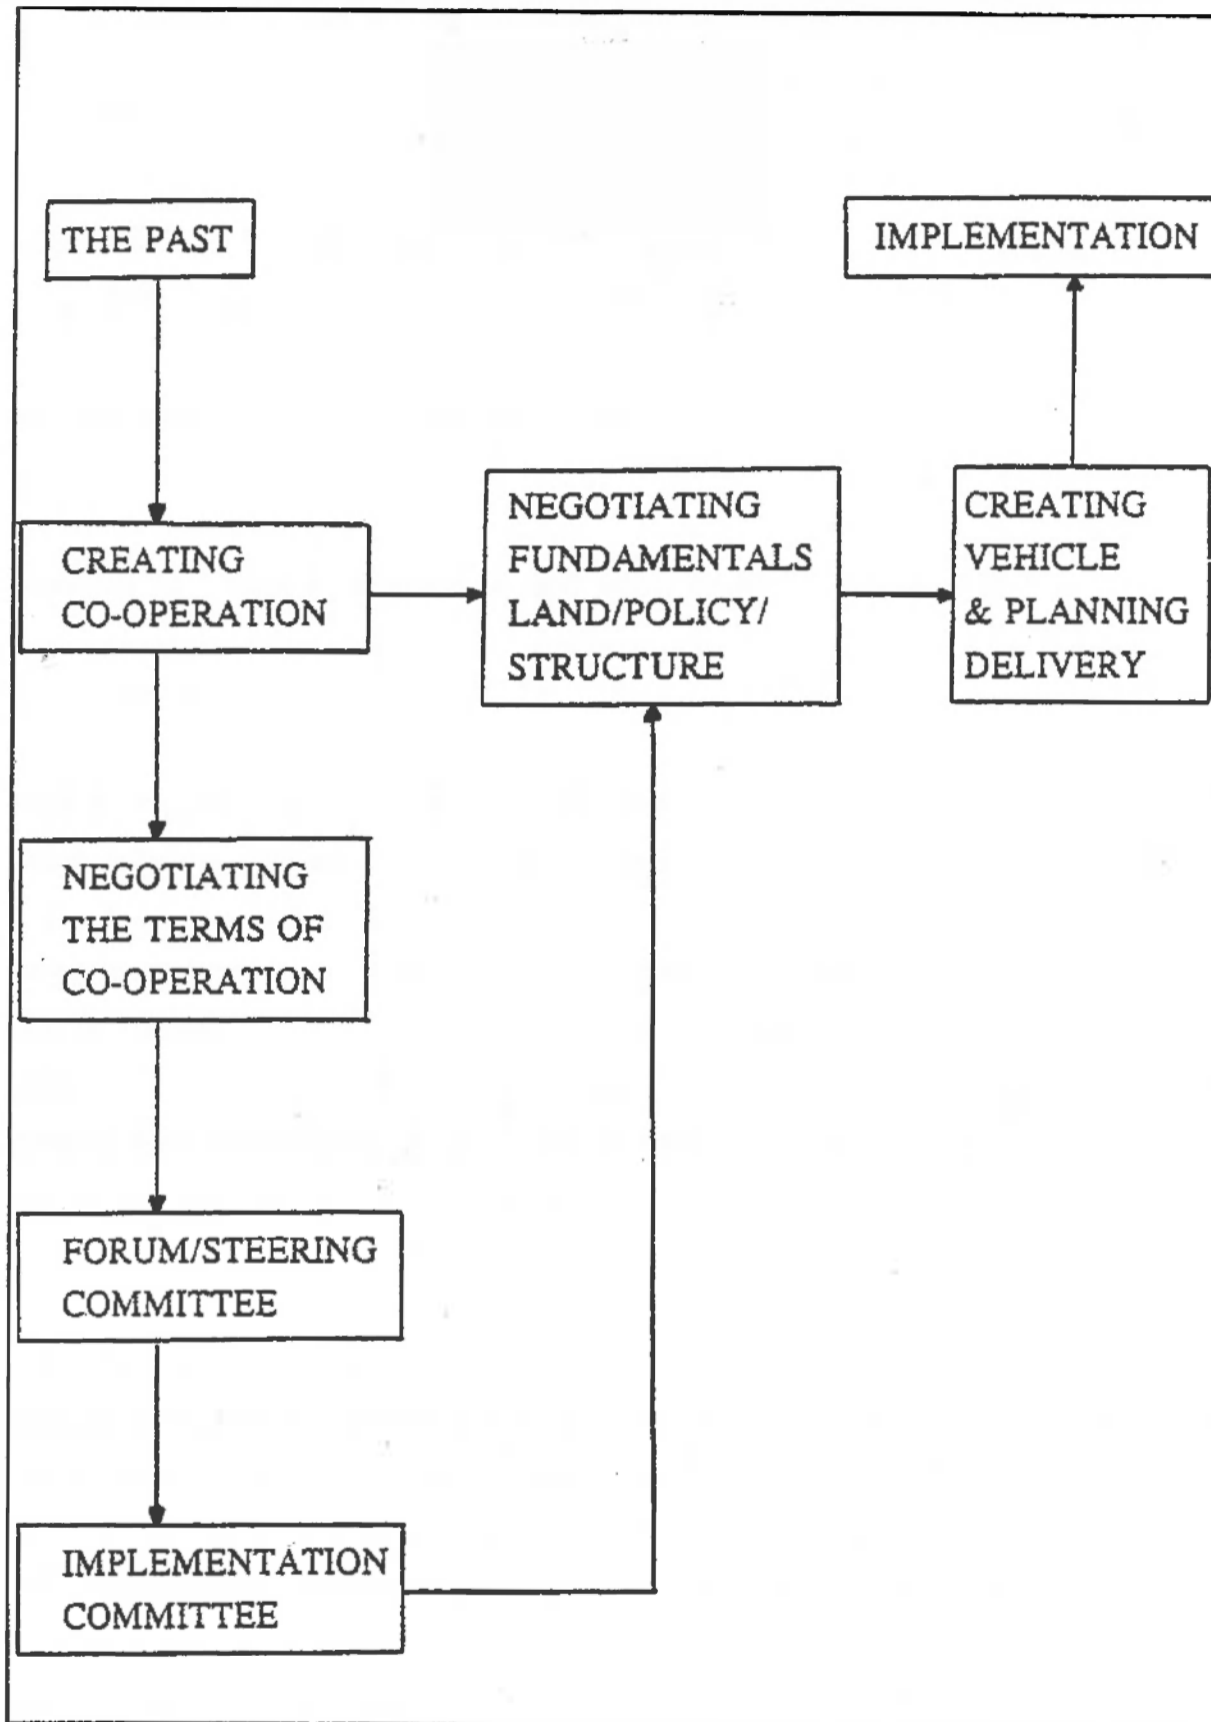 THE PAST
IMPLEMENTATION
CREATING
CO-OPERATION
NEGOTIATING
FUNDAMENTALS
LAND/POLICY/
STRUCTURE
CREATING
VEHICLE
& PLANNING
DELIVERY
NEGOTIATING
THE TERMS OF
CO-OPERATION
FORUM/STEERING
COMMITTEE
IMPLEMENTATION
COMMITTEE